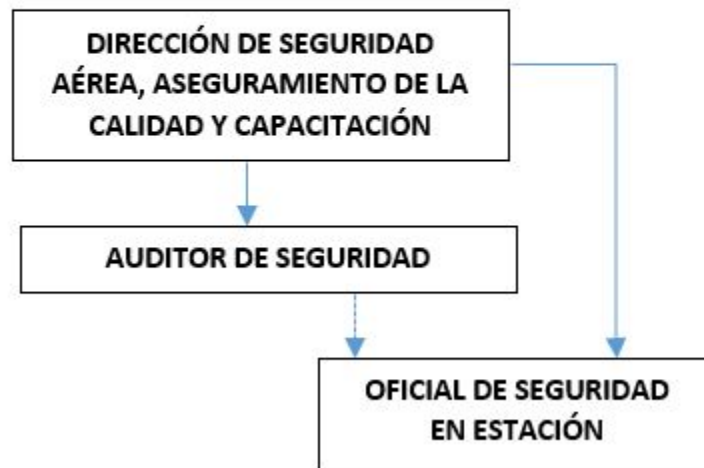 DIRECCIÓN DE SEGURIDAD
AÉREA, ASEGURAMIENTO DE LA
CALIDAD Y CAPACITACIÓN
AUDITOR DE SEGURIDAD
OFICIAL DE SEGURIDAD
EN ESTACIÓN